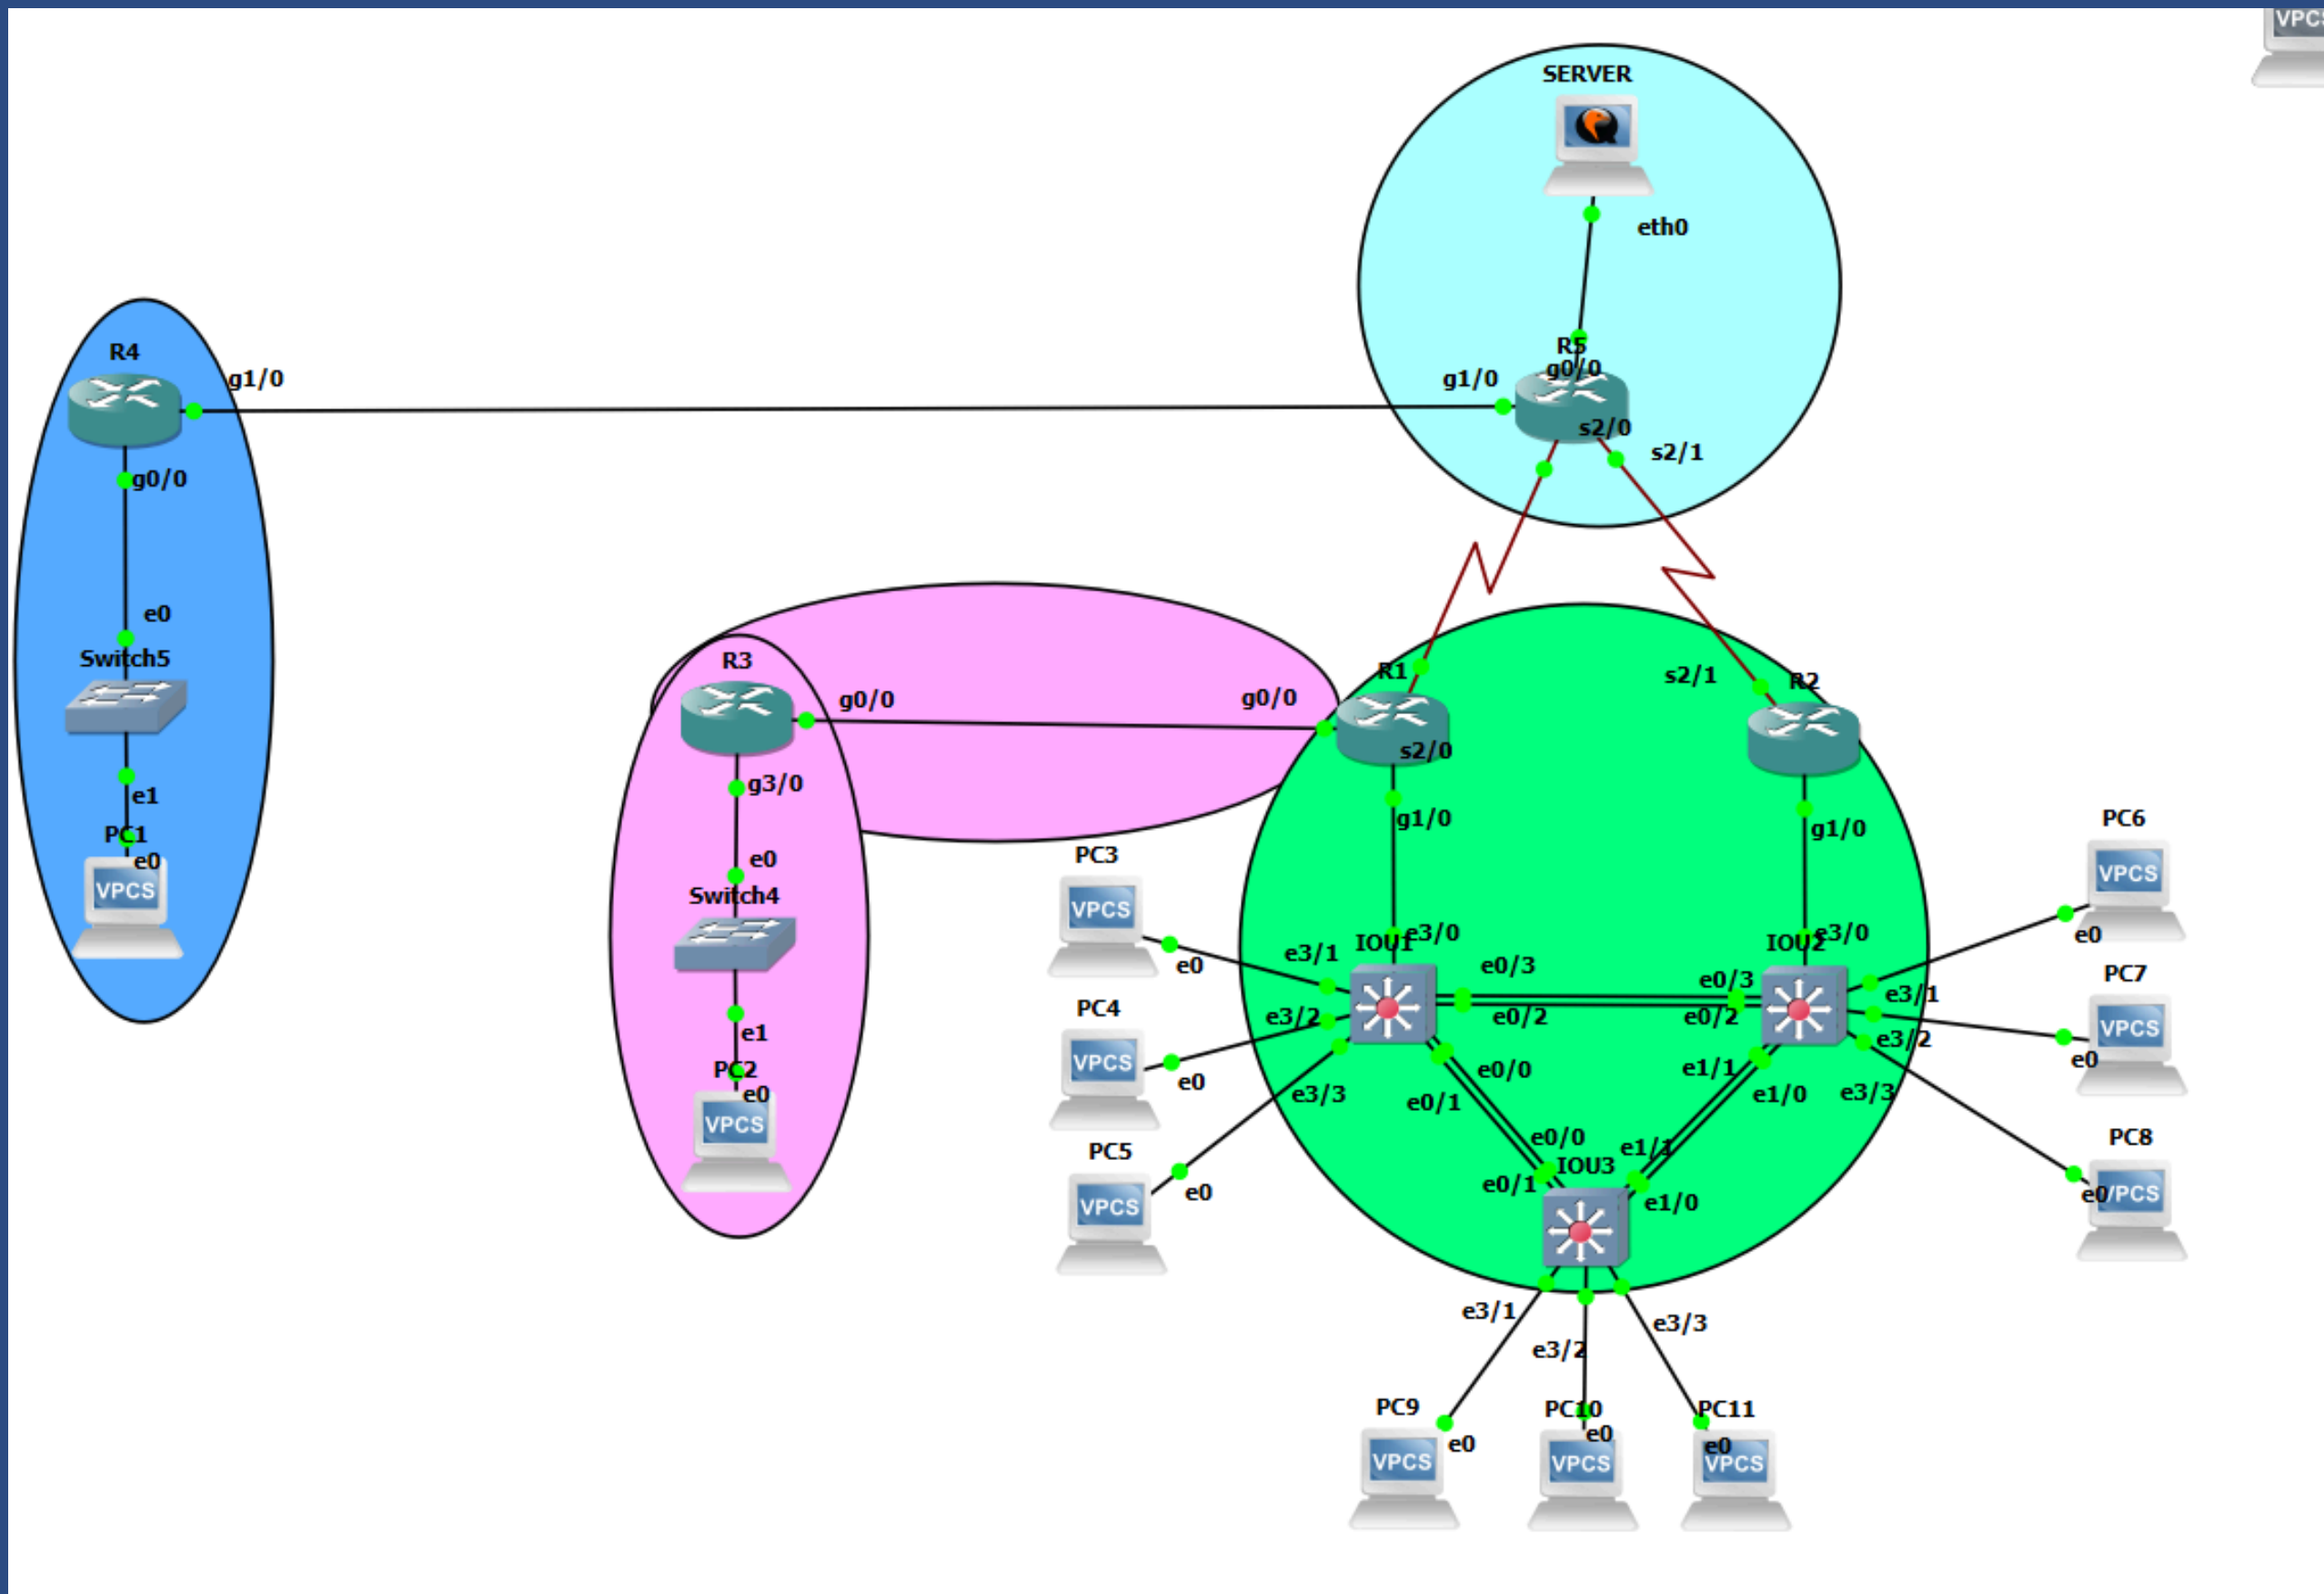 SERVER
eth0
R5
g0/0
g1/0
s2/0
s2/1
R4
g1/0
g0/0
e0
Switch5
e1
PC1
e0
VPCS
R3
g0/0
g3/0
e0
Switch4
e1
PC2
e0
VPCS
g0/0
R1
s2/0
g1/0
s2/1
R2
g1/0
PC3
VPCS
e0
PC4
VPCS
e0
PC5
VPCS
e0
e3/1
e3/2
e3/3
IOU1
e3/0
e0/3
e0/2
e0/0
e0/1
IOU2
e3/0
e0/3
e0/2
e1/1
e1/0
e3/1
e3/2
e3/3
PC6
VPCS
e0
PC7
VPCS
e0
PC8
e0
VPCS
e0/0
e0/1
IOU3
e1/1
e1/0
e3/1
e3/2
e3/3
PC9
e0
VPCS
PC10
e0
VPCS
PC11
e0
VPCS